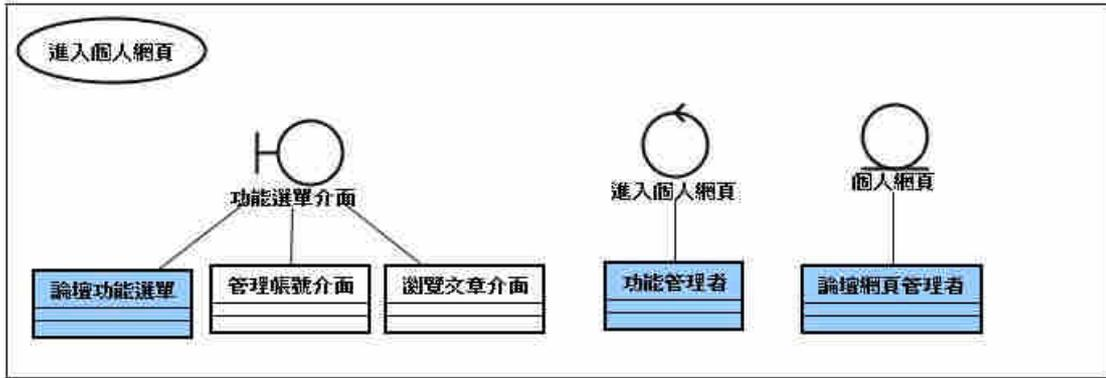 進入個人網頁
功能選單介面
進入個人網頁
個人網頁
論壇功能選單
管理帳號介面
瀏覽文章介面
功能管理者
論壇網頁管理者